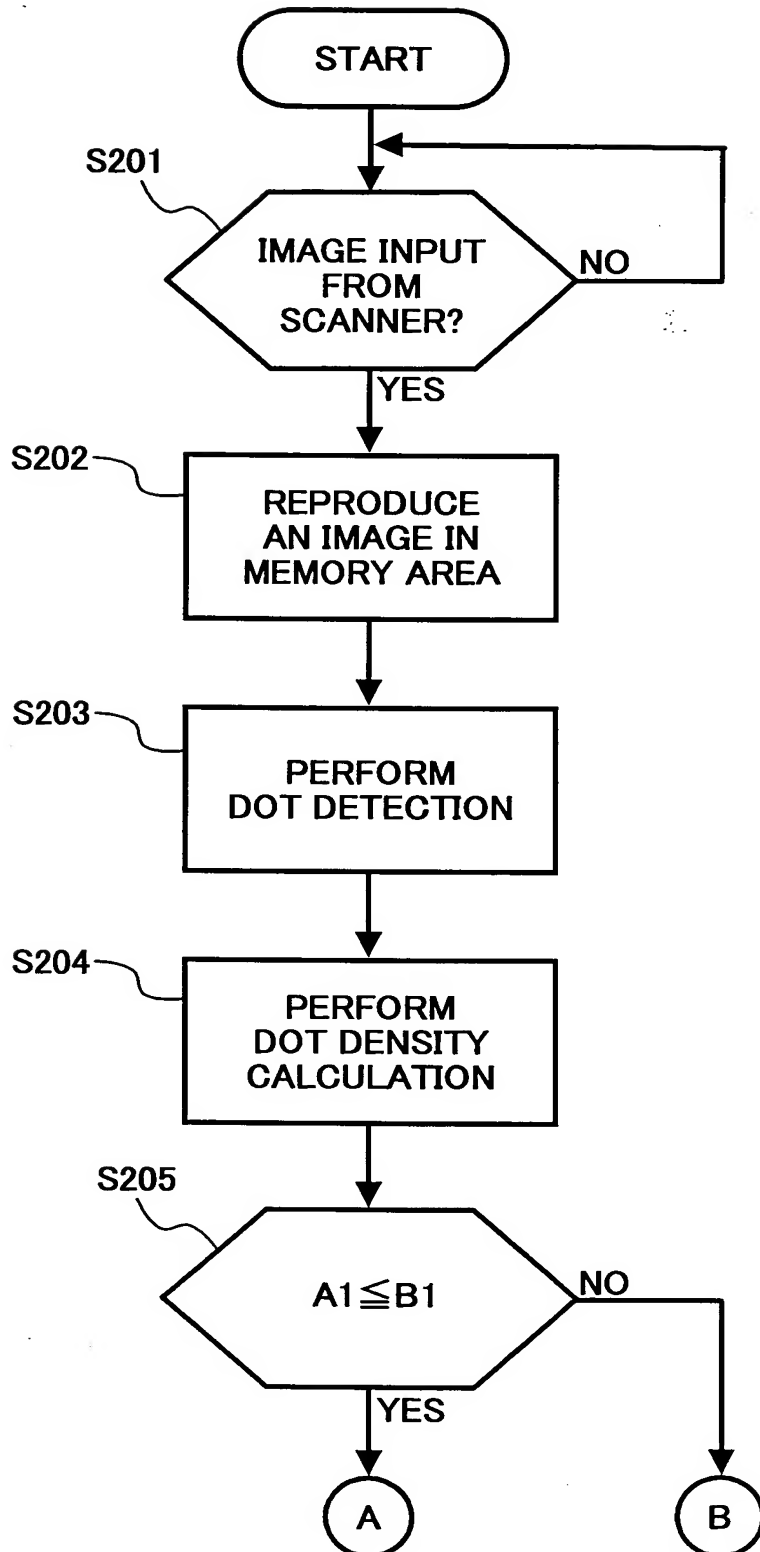 START
S201
IMAGE INPUT
FROM
SCANNER?
NO
YES
S202
REPRODUCE
AN IMAGE IN
MEMORY AREA
S203
PERFORM
DOT DETECTION
S204
PERFORM
DOT DENSITY
CALCULATION
S205
A1≦B1
NO
YES
A
B